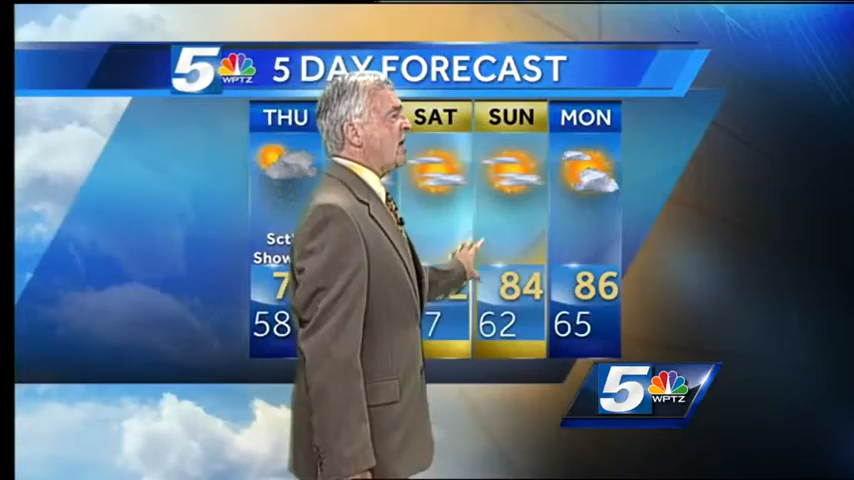 5 WPTZ 5 DAY FORECAST
THU SAT SUN MON
84 86
58 62 65
5 WPTZ